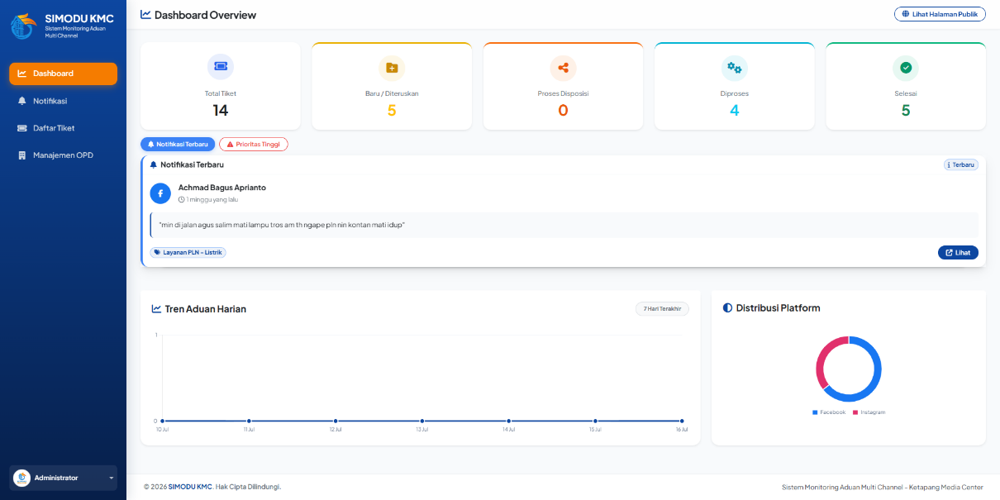 SIMODU KMC
Sistem Monitoring Aduan
Multi Channel
Dashboard
Notifikasi
Daftar Tiket
Manajemen OPD
Administrator
Dashboard Overview
Lihat Halaman Publik
Total Tiket
14
Baru / Diteruskan
5
Proses Disposisi
0
Diproses
4
Selesai
5
Notifikasi Terbaru
Prioritas Tinggi
Notifikasi Terbaru
Terbaru
Achmad Bagus Aprianto
1 minggu yang lalu
"min di jalan agus salim mati lampu tros am th ngape pln nin kontan mati idup"
Layanan PLN - Listrik
Lihat
Tren Aduan Harian
7 Hari Terakhir
1
0
10 Jul
11 Jul
12 Jul
13 Jul
14 Jul
15 Jul
16 Jul
Distribusi Platform
Facebook
Instagram
© 2026 SIMODU KMC. Hak Cipta Dilindungi.
Sistem Monitoring Aduan Multi Channel - Ketapang Media Center